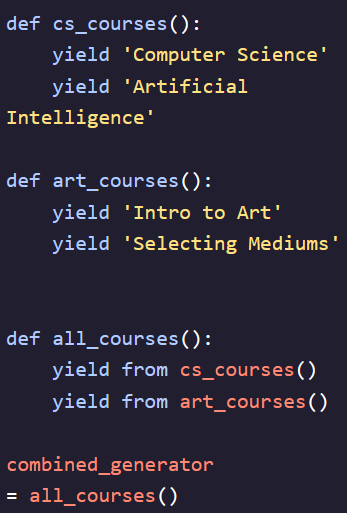 def cs_courses():
    yield 'Computer Science'
    yield 'Artificial
Intelligence'

def art_courses():
    yield 'Intro to Art'
    yield 'Selecting Mediums'


def all_courses():
    yield from cs_courses()
    yield from art_courses()

combined_generator
= all_courses()